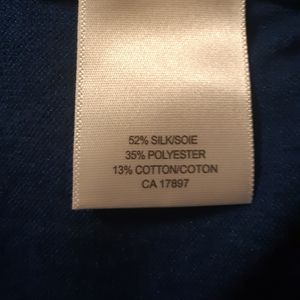 52% SILK/SOIE
35% POLYESTER
13% COTTON/COTON
CA 17897